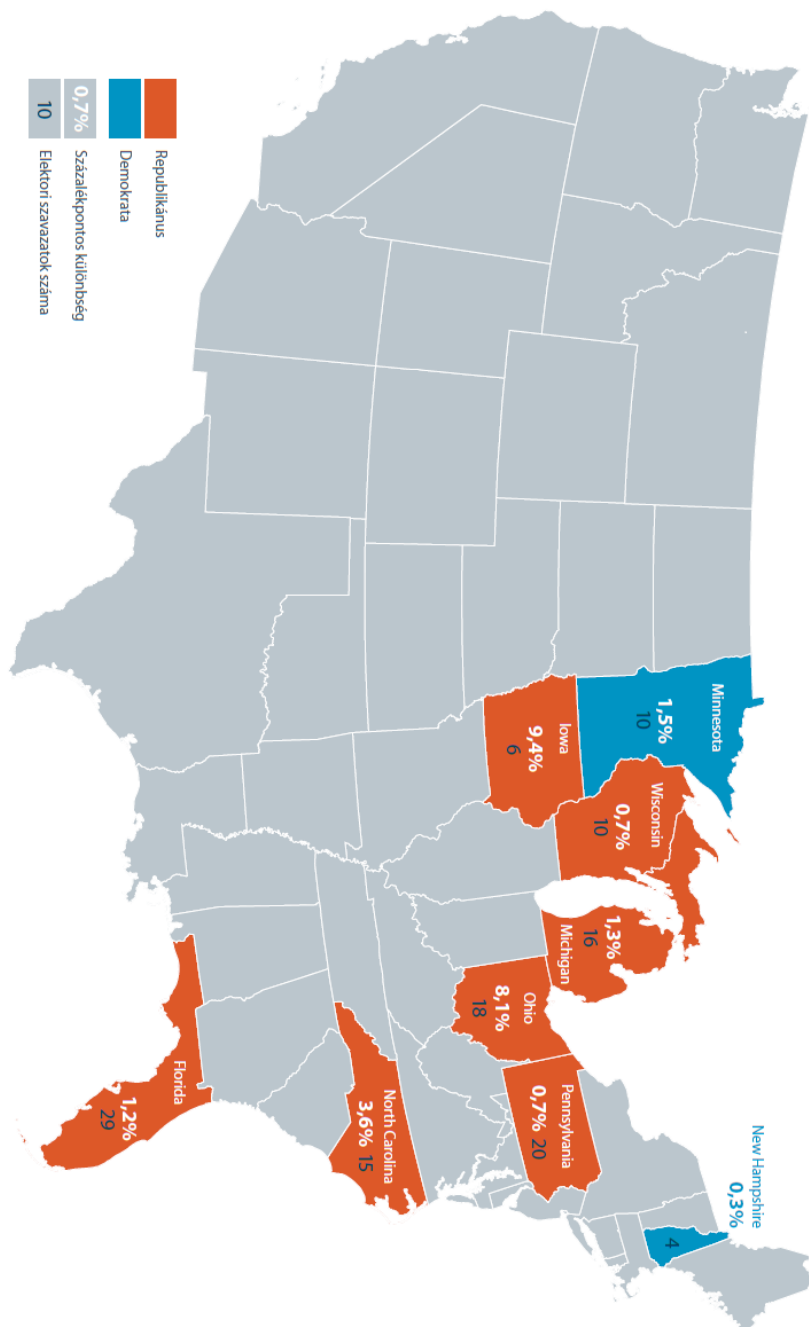 Minnesota
1,5%
10
Iowa
9,4%
6
Wisconsin
0,7%
10
1,3%
16
Michigan
Ohio
8,1%
18
Pennsylvania
0,7% 20
New Hampshire
0,3%
4
North Carolina
3,6% 15
Florida
1,2%
29
Republikánus
Demokrata
0,7% Százalékpontos különbség
10 Elektori szavazatok száma